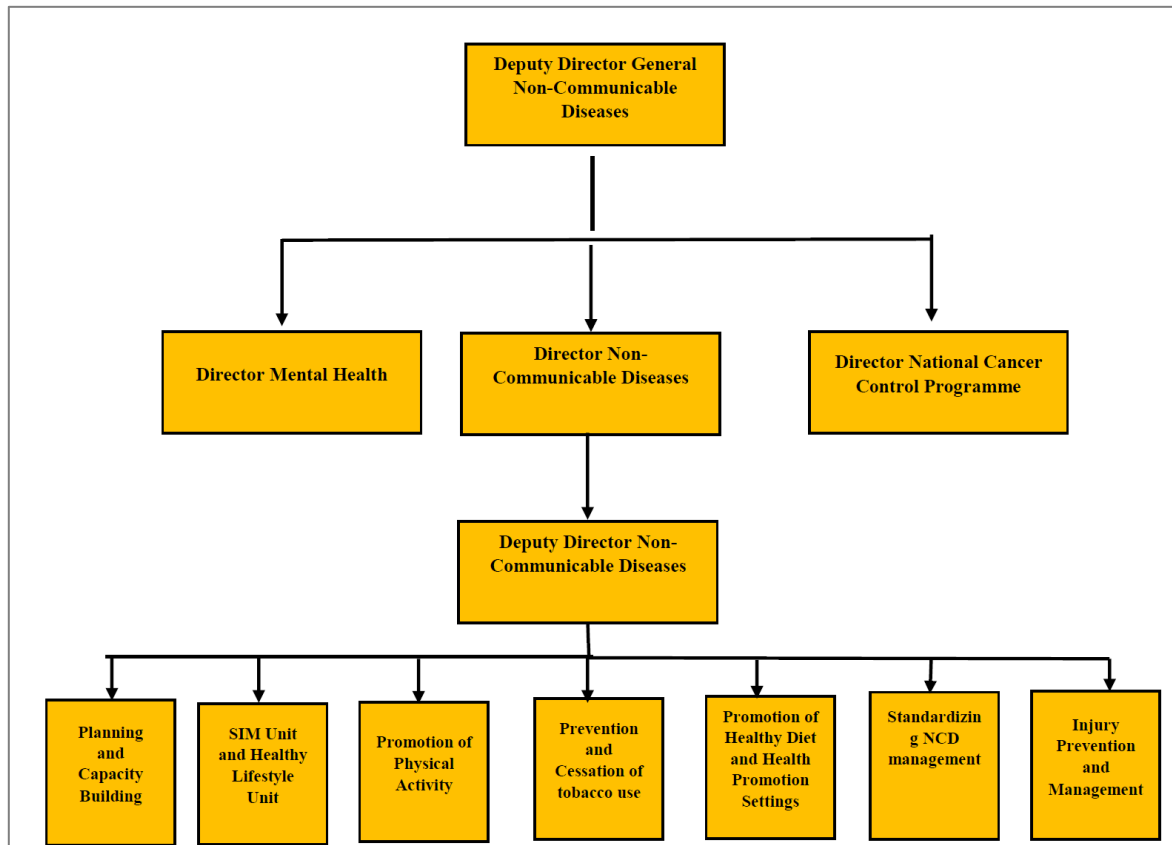 Deputy Director General
Non-Communicable
Diseases
Director Mental Health
Director Non-
Communicable Diseases
Director National Cancer
Control Programme
Deputy Director Non-
Communicable Diseases
Planning
and
Capacity
Building
SIM Unit
and Healthy
Lifestyle
Unit
Promotion of
Physical
Activity
Prevention
and
Cessation of
tobacco use
Promotion of
Healthy Diet
and Health
Promotion
Settings
Standardizin
g NCD
management
Injury
Prevention
and
Management